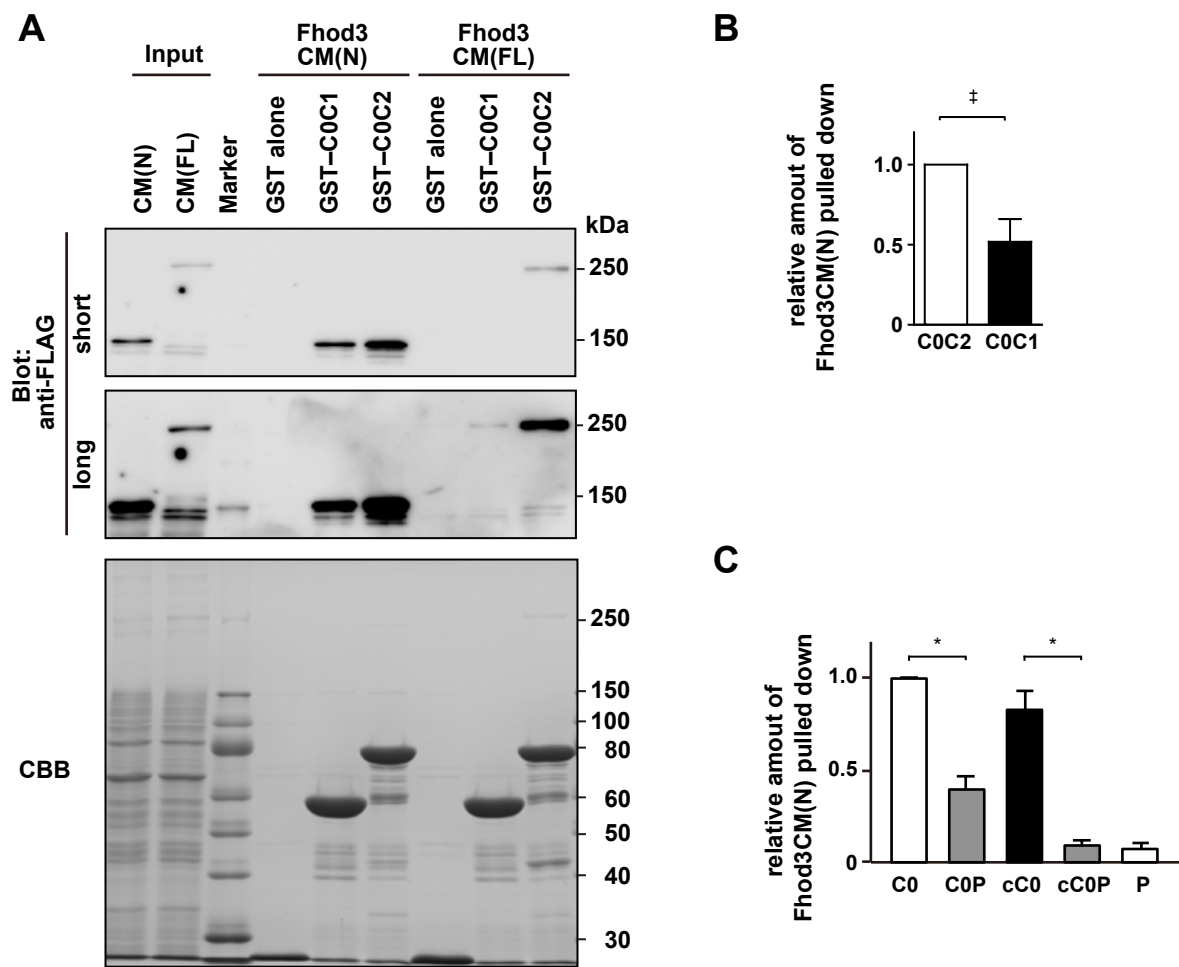 A
Input
Fhod3
CM(N)
Fhod3
CM(FL)
CM(N)
CM(FL)
Marker
GST alone
GST–C0C1
GST–C0C2
GST alone
GST–C0C1
GST–C0C2
kDa
Blot:
anti-FLAG
short
250
150
long
250
150
CBB
250
150
100
80
60
50
40
30
B
relative amout of
Fhod3CM(N) pulled down
‡
1.0
0.5
0
C0C2 C0C1
C
relative amout of
Fhod3CM(N) pulled down
* *
1.0
0.5
0
C0 C0P cC0 cC0P P